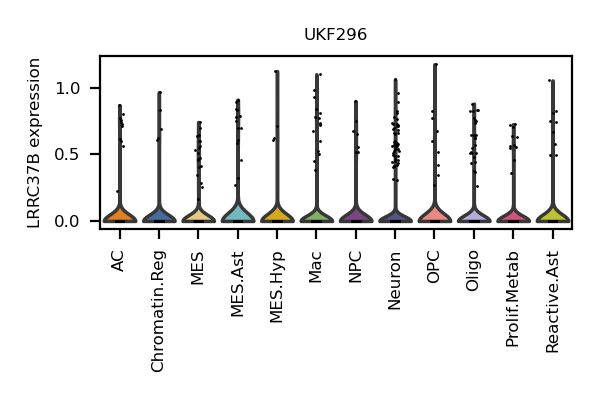 UKF296
LRRC37B expression
1.0
0.5
0.0
AC
Chromatin.Reg
MES
MES.Ast
MES.Hyp
Mac
NPC
Neuron
OPC
Oligo
Prolif.Metab
Reactive.Ast